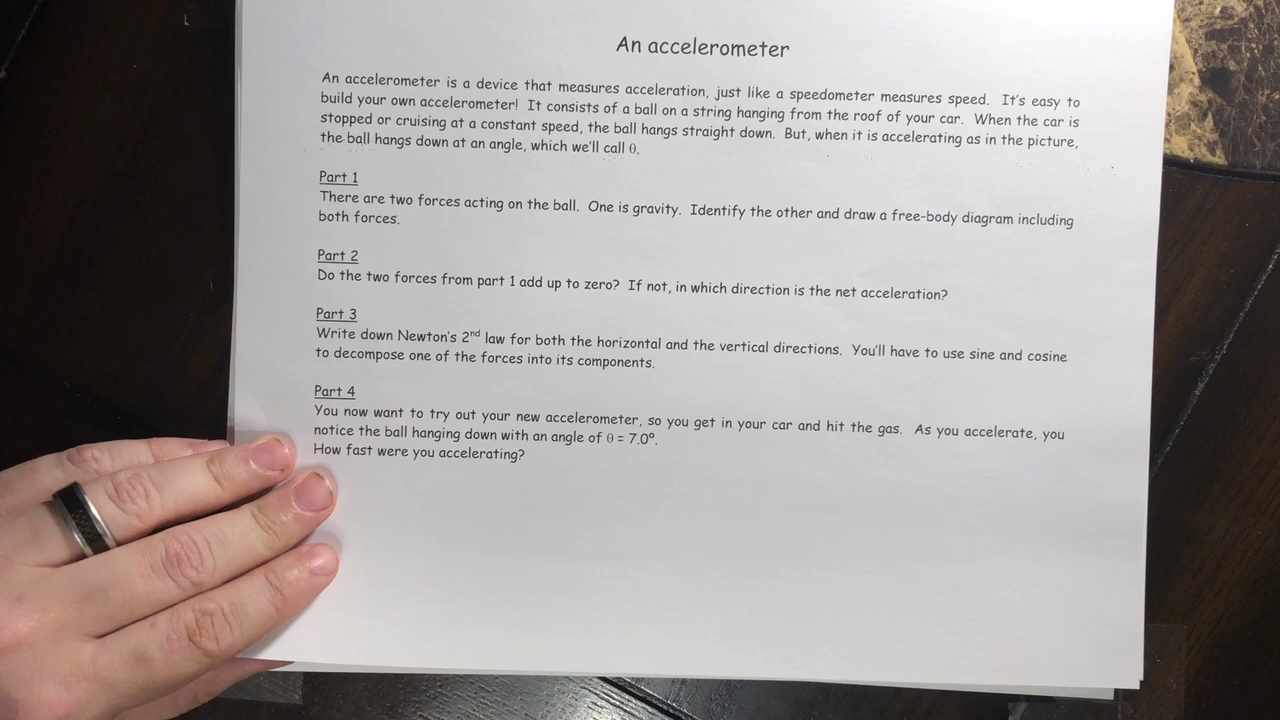 An accelerometer
An accelerometer is a device that measures acceleration, just like a speedometer measures speed. It's easy to
build your own accelerometer! It consists of a ball on a string hanging from the roof of your car. When the car is
stopped or cruising at a constant speed, the ball hangs straight down. But, when it is accelerating as in the picture,
the ball hangs down at an angle, which we'll call θ.
Part 1
There are two forces acting on the ball. One is gravity. Identify the other and draw a free-body diagram including
both forces.
Part 2
Do the two forces from part 1 add up to zero? If not, in which direction is the net acceleration?
Part 3
Write down Newton's 2nd law for both the horizontal and the vertical directions. You'll have to use sine and cosine
to decompose one of the forces into its components.
Part 4
You now want to try out your new accelerometer, so you get in your car and hit the gas. As you accelerate, you
notice the ball hanging down with an angle of θ = 7.0º.
How fast were you accelerating?